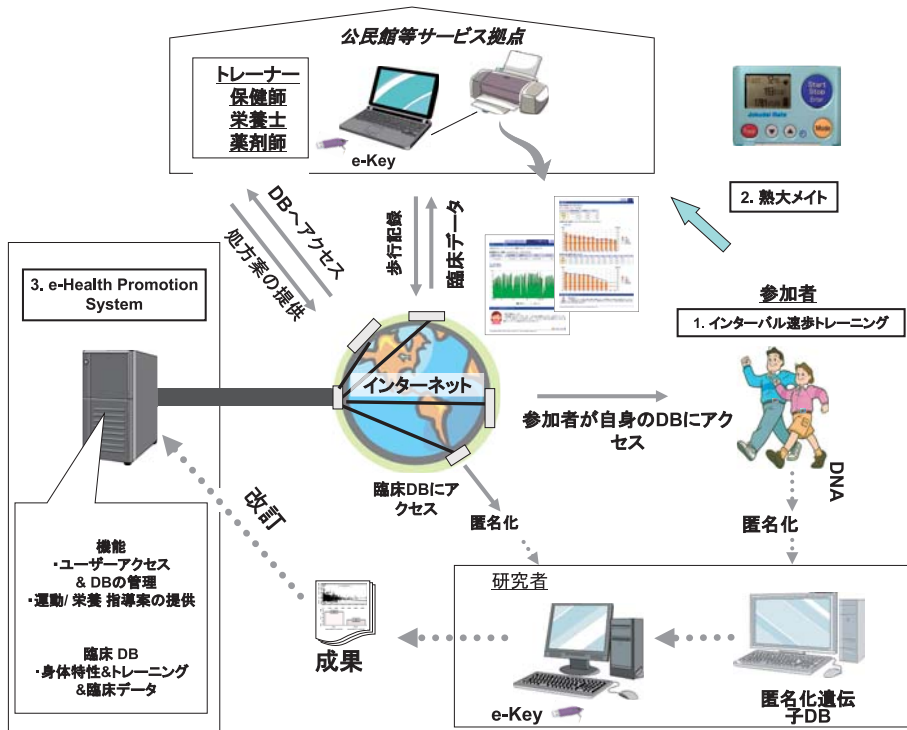 公民館等サービス拠点
トレーナー
保健師
栄養士
薬剤師
e-Key
Start
Stop
Enter
Mode
2. 熟大メイト
DBへアクセス
処方案の提供
歩行記録
臨床データ
3. e-Health Promotion
System
参加者
1. インターバル速歩トレーニング
インターネット
参加者が自身のDBにア
クセス
DNA
匿名化
臨床DBにア
クセス
匿名化
改訂
機能
・ユーザーアクセス
& DBの管理
・運動/ 栄養 指導案の提供
臨床 DB
・身体特性&トレーニング
&臨床データ
成果
研究者
e-Key
匿名化遺伝
子DB